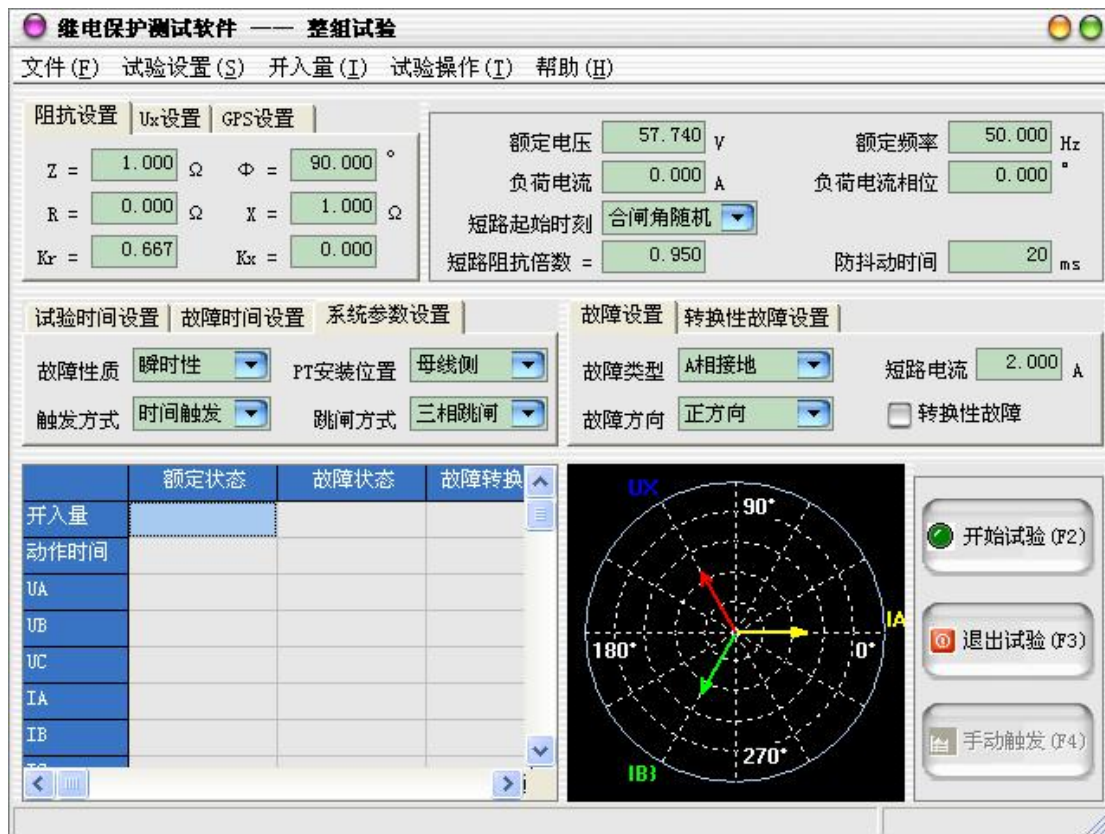 继电保护测试软件 —— 整组试验
文件(F) 试验设置(S) 开入量(I) 试验操作(T) 帮助(H)
阻抗设置 Ux设置 GPS设置
Z = 1.000 Ω Φ = 90.000 °
R = 0.000 Ω X = 1.000 Ω
Kr = 0.667 Kx = 0.000
额定电压 57.740 V 额定频率 50.000 Hz
负荷电流 0.000 A 负荷电流相位 0.000 °
短路起始时刻 合闸角随机
短路阻抗倍数 = 0.950 防抖动时间 20 ms
试验时间设置 故障时间设置 系统参数设置
故障性质 瞬时性 PT安装位置 母线侧
触发方式 时间触发 跳闸方式 三相跳闸
故障设置 转换性故障设置
故障类型 A相接地 短路电流 2.000 A
故障方向 正方向 转换性故障
额定状态 故障状态 故障转换
开入量
动作时间
UA
UB
UC
IA
IB
UX
90°
IA
180° 0°
270°
IB}
开始试验(F2)
退出试验(F3)
手动触发(F4)